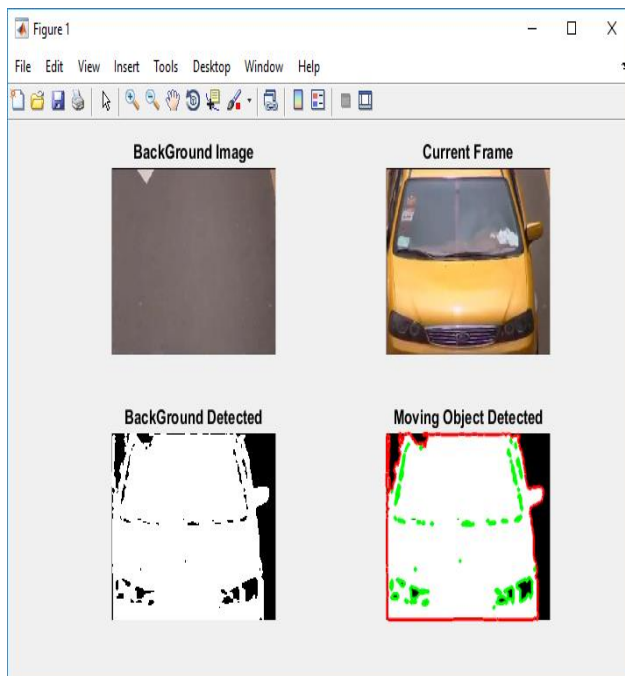 Figure 1
File Edit View Insert Tools Desktop Window Help
BackGround Image
Current Frame
BackGround Detected
Moving Object Detected